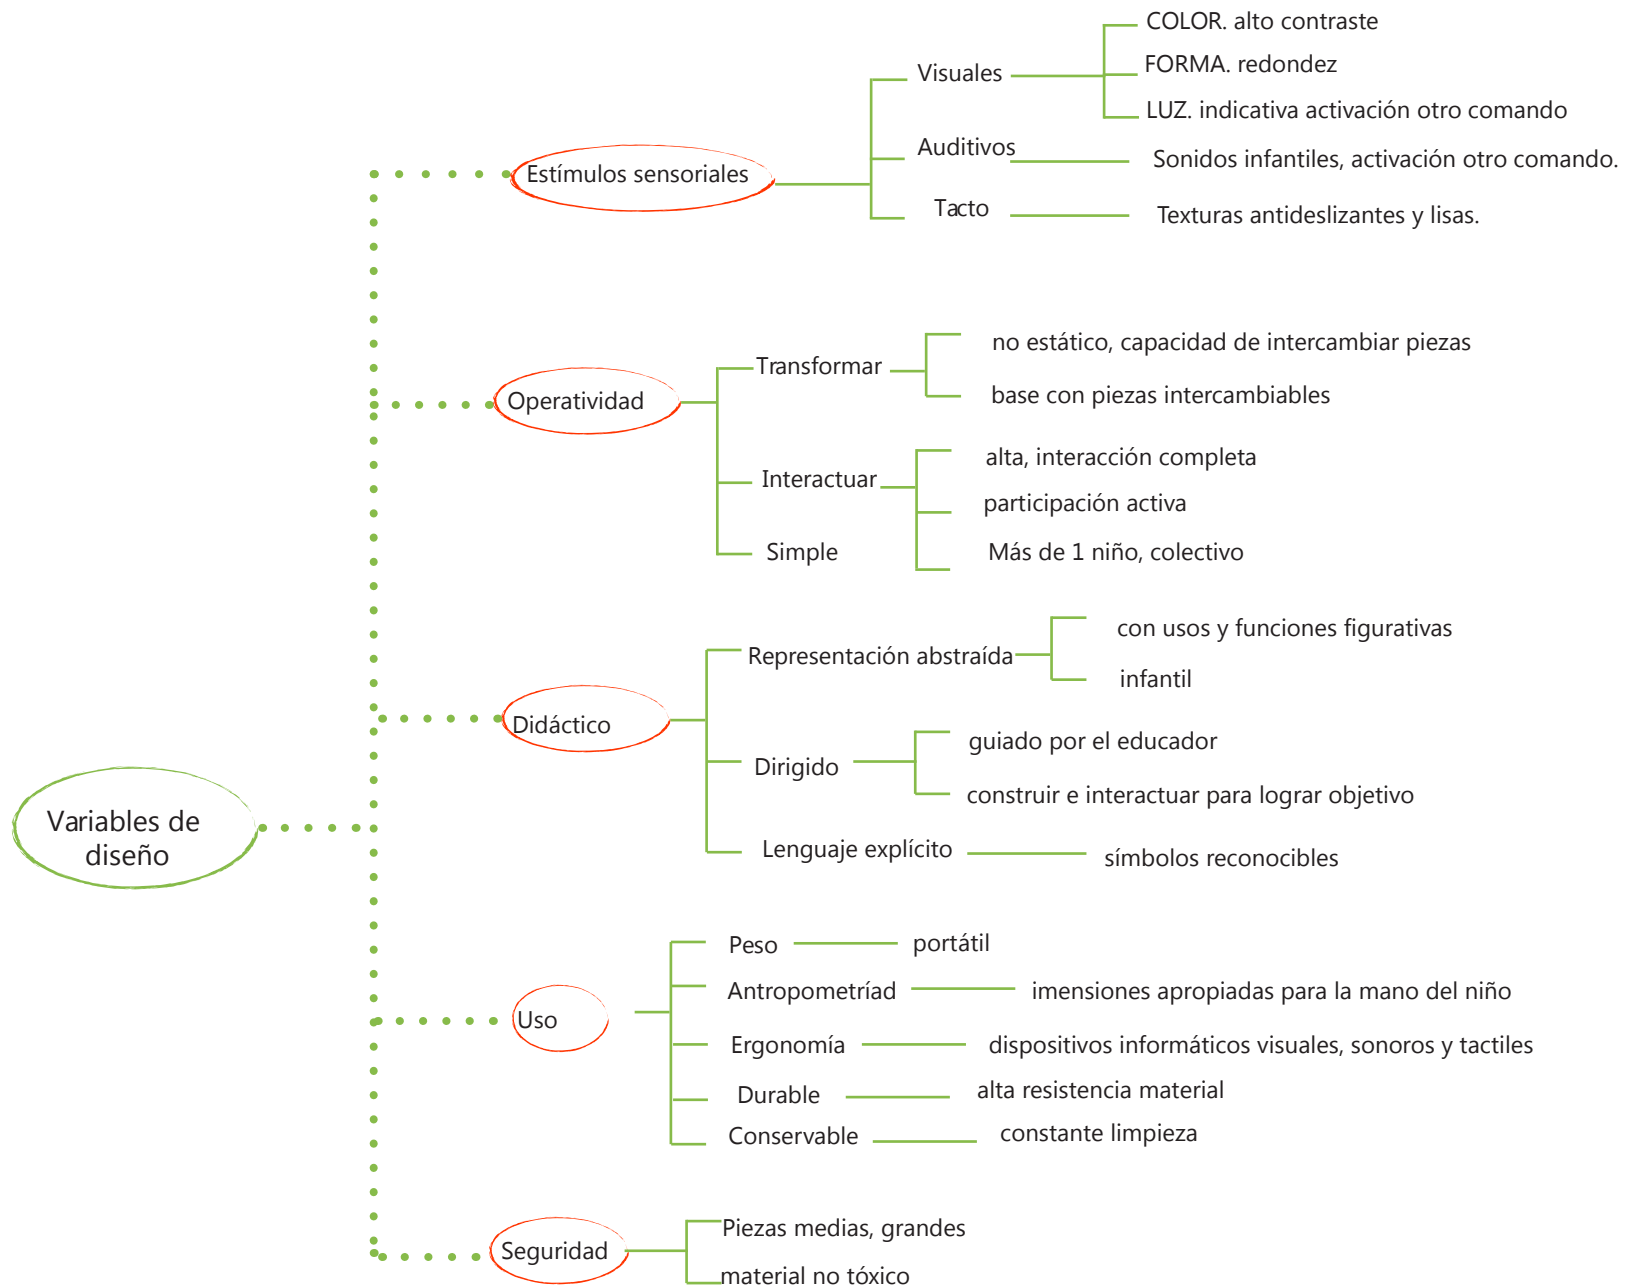 COLOR. alto contraste
Visuales
FORMA. redondez
LUZ. indicativa activación otro comando
Auditivos
Sonidos infantiles, activación otro comando.
Estímulos sensoriales
Tacto
Texturas antideslizantes y lisas.
no estático, capacidad de intercambiar piezas
Transformar
base con piezas intercambiables
Operatividad
alta, interacción completa
Interactuar
participación activa
Simple
Más de 1 niño, colectivo
con usos y funciones figurativas
Representación abstraída
infantil
Didáctico
guiado por el educador
Dirigido
construir e interactuar para lograr objetivo
Variables de
diseño
Lenguaje explícito
símbolos reconocibles
Peso
portátil
Antropometríad
imensiones apropiadas para la mano del niño
Uso
Ergonomía
dispositivos informáticos visuales, sonoros y tactiles
Durable
alta resistencia material
Conservable
constante limpieza
Piezas medias, grandes
Seguridad
material no tóxico